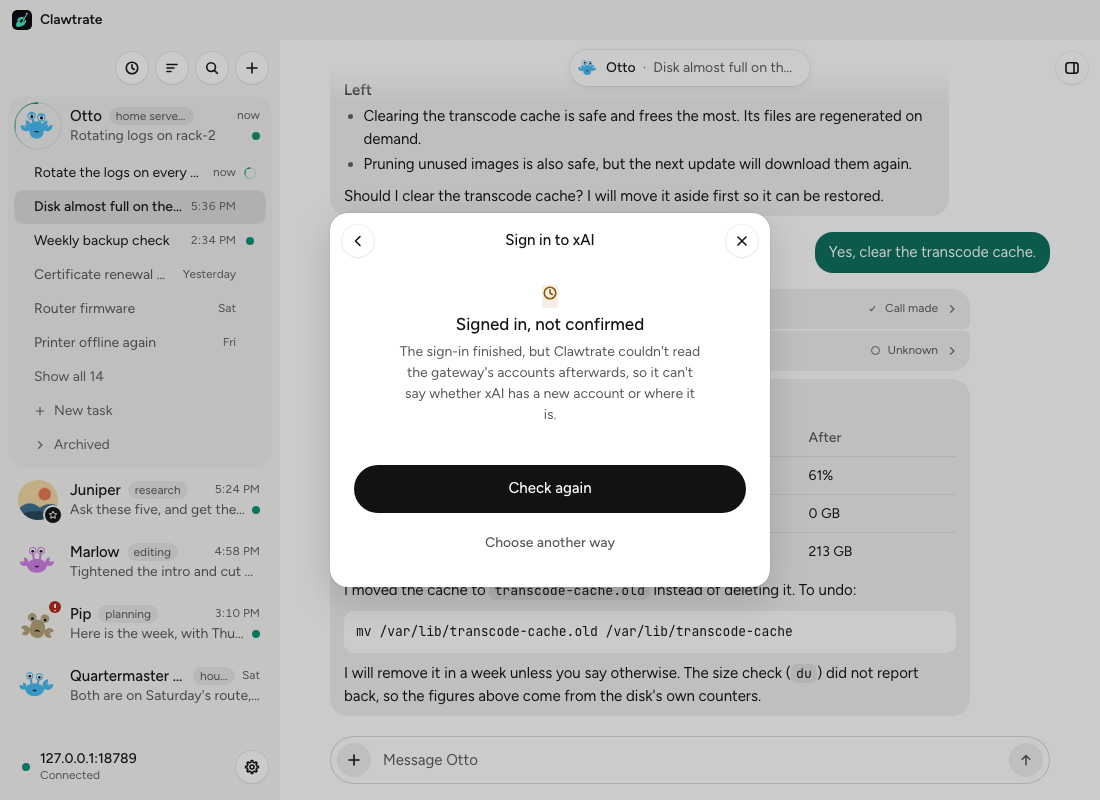 Clawtrate
Otto · Disk almost full on th...
Otto home serve... now
Rotating logs on rack-2
Rotate the logs on every ... now
Disk almost full on the... 5:36 PM
Weekly backup check 2:34 PM
Certificate renewal ... Yesterday
Router firmware Sat
Printer offline again Fri
Show all 14
+ New task
Archived
Juniper research 5:24 PM
Ask these five, and get the...
Marlow editing 4:58 PM
Tightened the intro and cut ...
Pip planning 3:10 PM
Here is the week, with Thu...
Quartermaster ... hou... Sat
Both are on Saturday's route,...
127.0.0.1:18789
Connected
Left
• Clearing the transcode cache is safe and frees the most. Its files are regenerated on
demand.
• Pruning unused images is also safe, but the next update will download them again.
Should I clear the transcode cache? I will move it aside first so it can be restored.
Yes, clear the transcode cache.
Call made
Unknown
Sign in to xAI
Signed in, not confirmed
The sign-in finished, but Clawtrate couldn't read
the gateway's accounts afterwards, so it can't
say whether xAI has a new account or where it
is.
Check again
Choose another way
After
61%
0 GB
213 GB
I moved the cache to transcode-cache.old instead of deleting it. To undo:
mv /var/lib/transcode-cache.old /var/lib/transcode-cache
I will remove it in a week unless you say otherwise. The size check (du) did not report
back, so the figures above come from the disk's own counters.
Message Otto